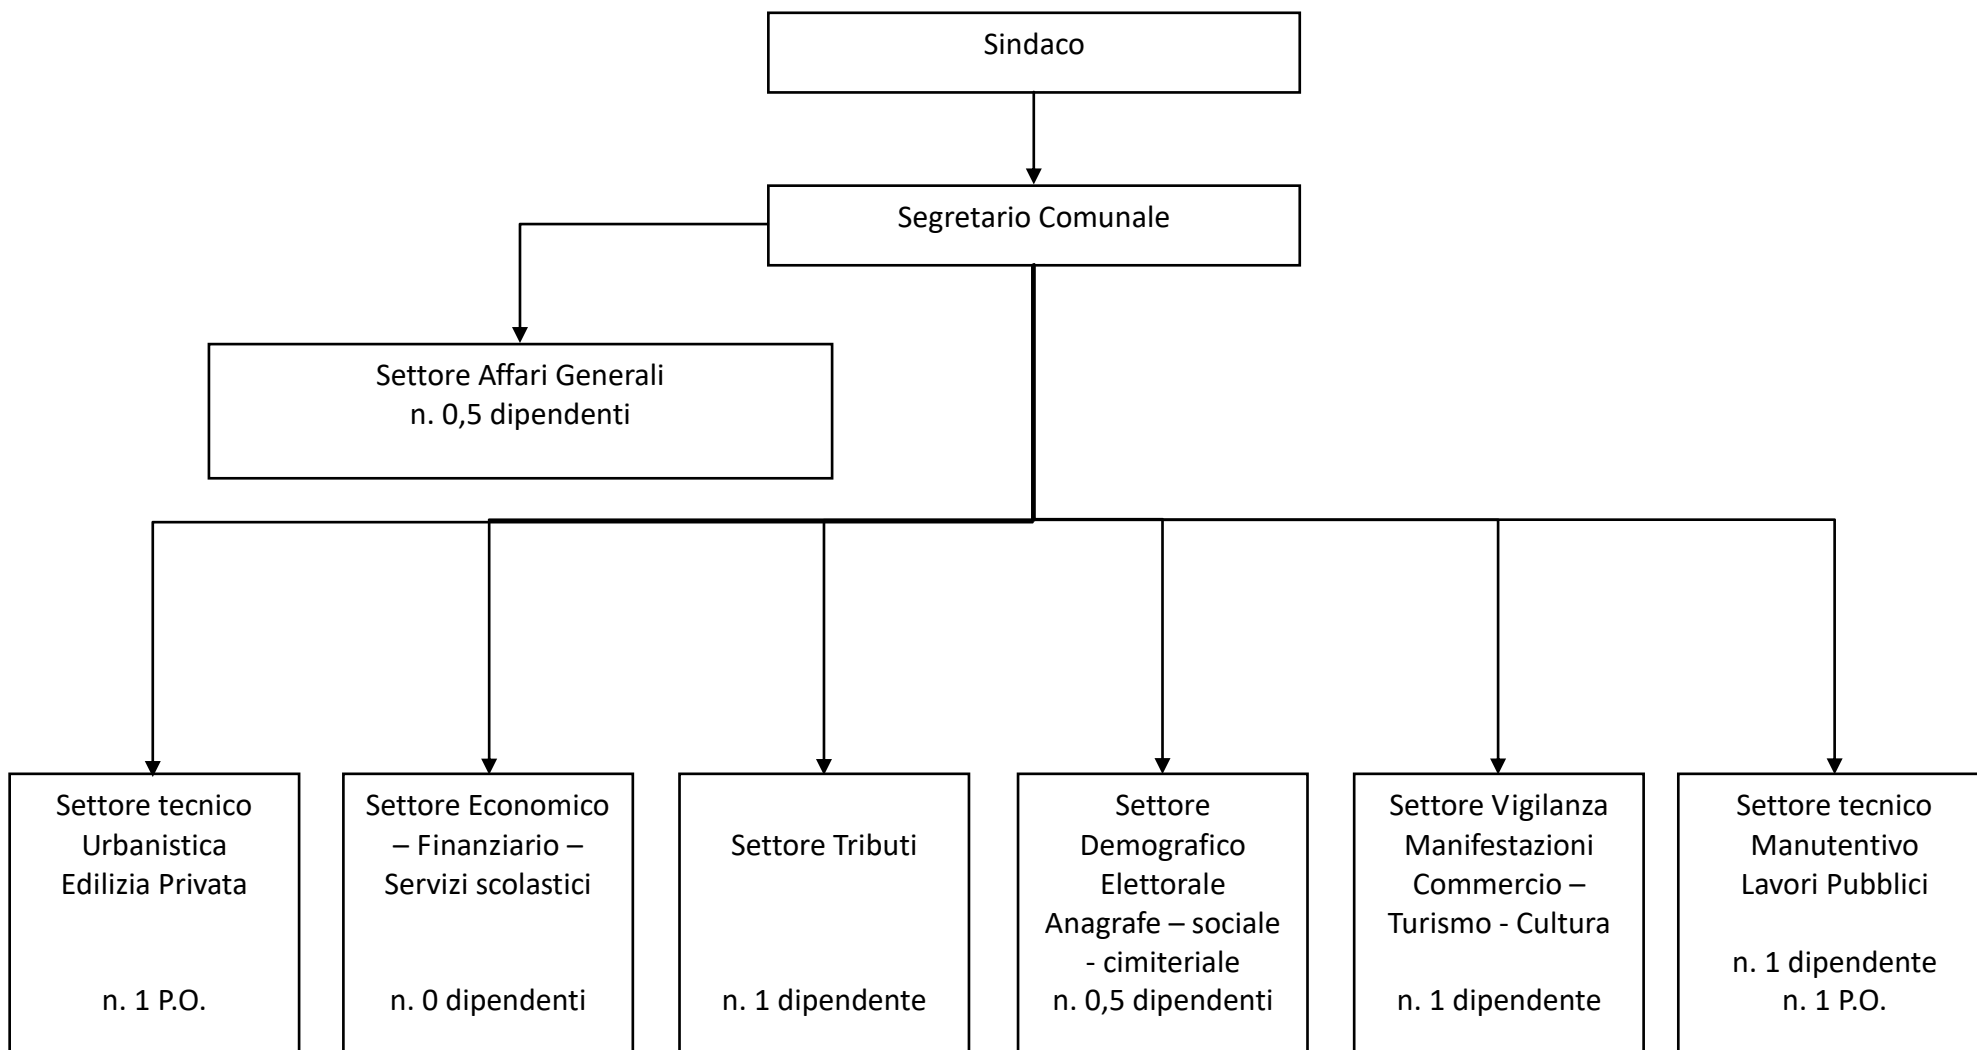 Sindaco
Segretario Comunale
Settore Affari Generali
n. 0,5 dipendenti
Settore tecnico
Urbanistica
Edilizia Privata
n. 1 P.O.
Settore Economico
– Finanziario –
Servizi scolastici
n. 0 dipendenti
Settore Tributi
n. 1 dipendente
Settore
Demografico
Elettorale
Anagrafe – sociale
- cimiteriale
n. 0,5 dipendenti
Settore Vigilanza
Manifestazioni
Commercio –
Turismo - Cultura
n. 1 dipendente
Settore tecnico
Manutentivo
Lavori Pubblici
n. 1 dipendente
n. 1 P.O.